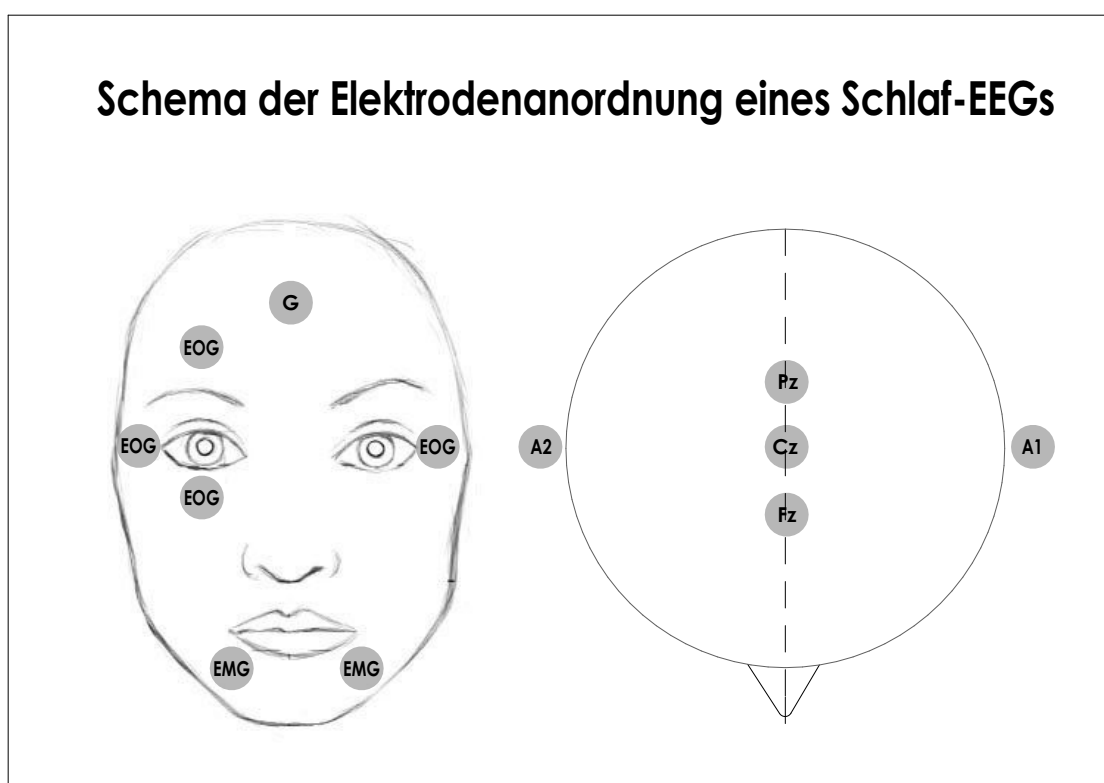 Schema der Elektrodenanordnung eines Schlaf-EEGs
G
EOG
EOG
EOG
EOG
EMG
EMG
Pz
A2
Cz
A1
Fz